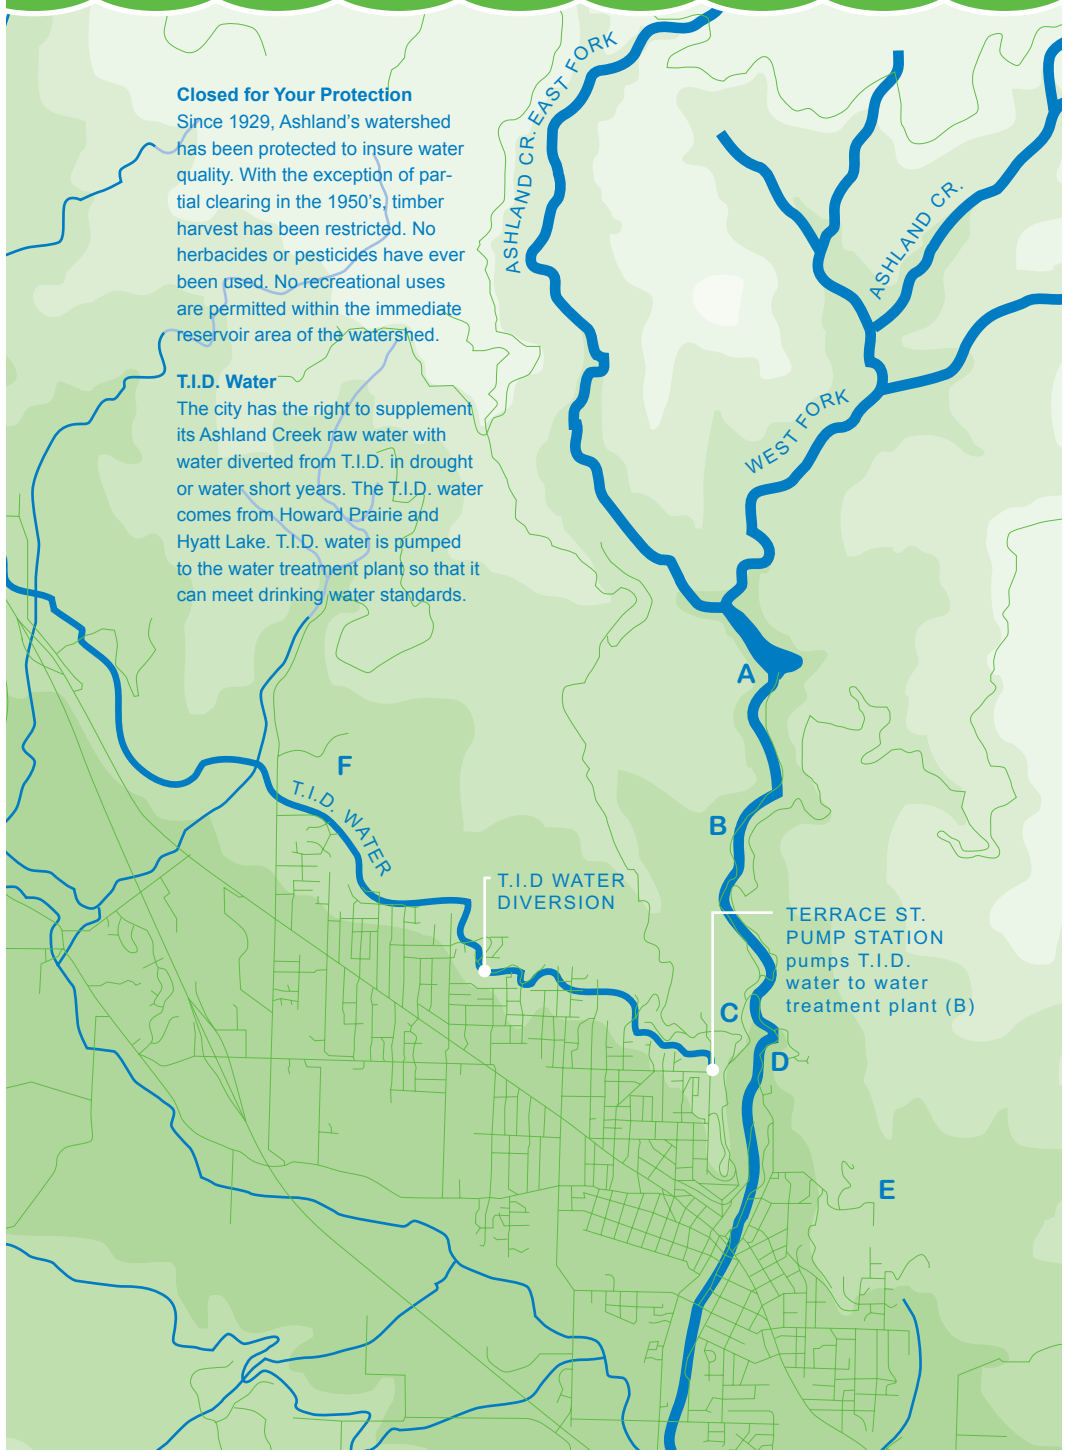 Closed for Your Protection
Since 1929, Ashland's watershed
has been protected to insure water
quality. With the exception of par-
tial clearing in the 1950's, timber
harvest has been restricted. No
herbacides or pesticides have ever
been used. No recreational uses
are permitted within the immediate
reservoir area of the watershed.
T.I.D. Water
The city has the right to supplement
its Ashland Creek raw water with
water diverted from T.I.D. in drought
or water short years. The T.I.D. water
comes from Howard Prairie and
Hyatt Lake. T.I.D. water is pumped
to the water treatment plant so that it
can meet drinking water standards.
ASHLAND CR. EAST FORK
ASHLAND CR.
WEST FORK
A
F
T.I.D. WATER
B
T.I.D WATER
DIVERSION
TERRACE ST.
PUMP STATION
pumps T.I.D.
water to water
treatment plant (B)
C
D
E